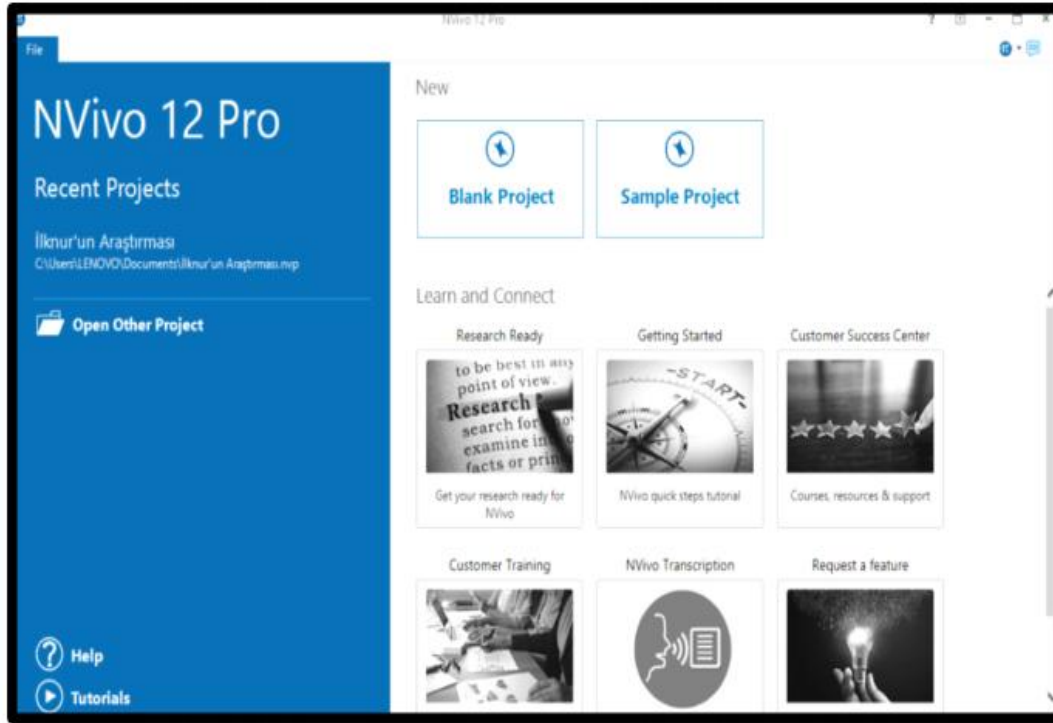 NVivo 12 Pro
?
File
NVivo 12 Pro
Recent Projects
İlknur'un Araştırması
C:\Users\LENOVO\Documents\İlknur'un Araştırması.nvp
Open Other Project
Help
Tutorials
New
Blank Project
Sample Project
Learn and Connect
Research Ready
to be best in any
point of view.
Research
search for
examine in
facts or prin
Get your research ready for
NVivo
Getting Started
-START-
NVivo quick steps tutorial
Customer Success Center
Courses, resources & support
Customer Training
NVivo Transcription
Request a feature